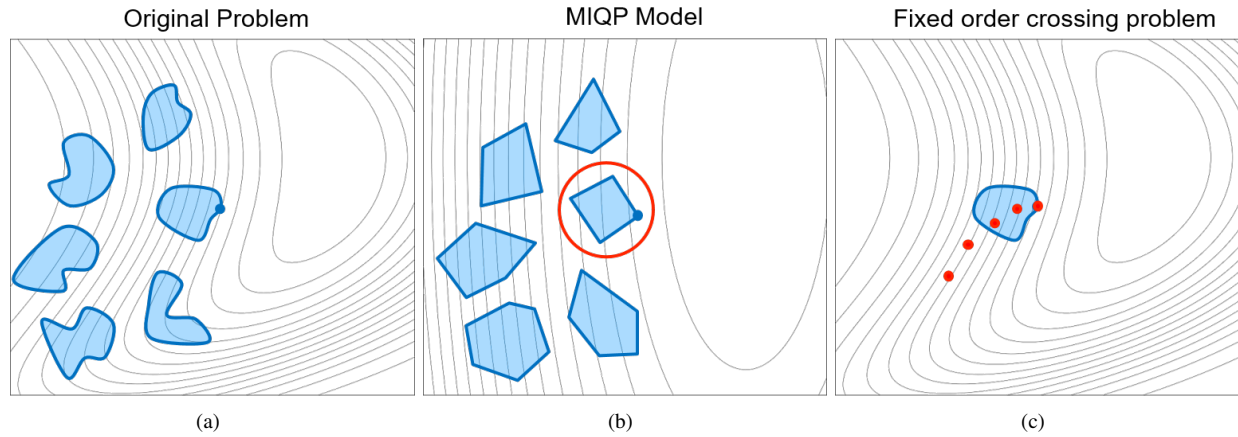 Original Problem
MIQP Model
Fixed order crossing problem
(a)
(b)
(c)